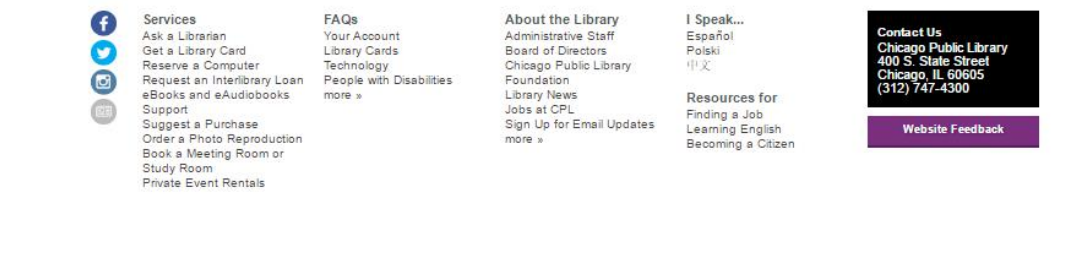 Services
Ask a Librarian
Get a Library Card
Reserve a Computer
Request an Interlibrary Loan
eBooks and eAudiobooks
Support
Suggest a Purchase
Order a Photo Reproduction
Book a Meeting Room or
Study Room
Private Event Rentals
FAQs
Your Account
Library Cards
Technology
People with Disabilities
more »
About the Library
Administrative Staff
Board of Directors
Chicago Public Library
Foundation
Library News
Jobs at CPL
Sign Up for Email Updates
more »
I Speak...
Español
Polski
中文
Resources for
Finding a Job
Learning English
Becoming a Citizen
Contact Us
Chicago Public Library
400 S. State Street
Chicago, IL 60605
(312) 747-4300
Website Feedback